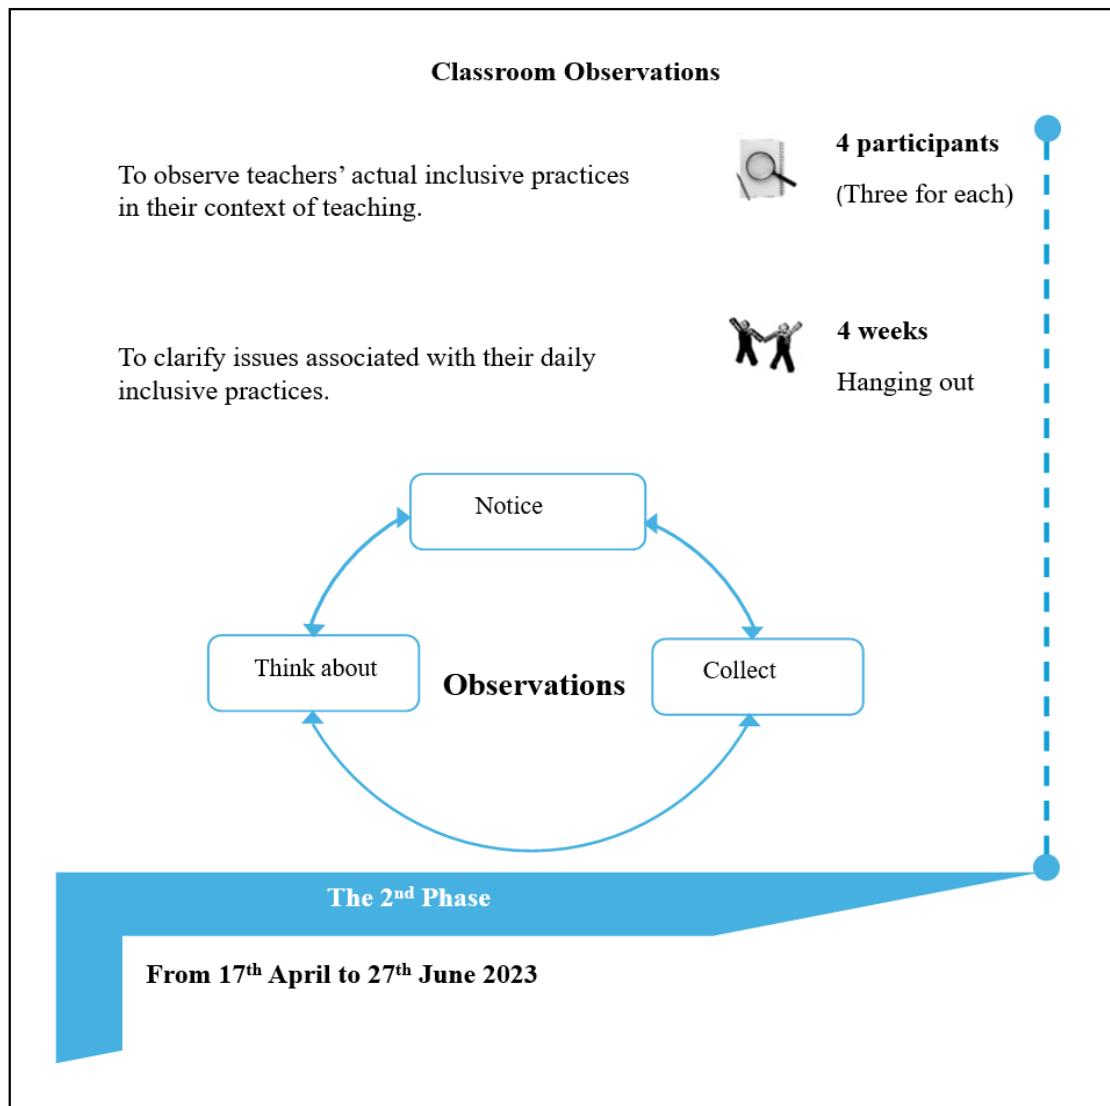 Classroom Observations
To observe teachers’ actual inclusive practices
in their context of teaching.
4 participants
(Three for each)
To clarify issues associated with their daily
inclusive practices.
4 weeks
Hanging out
Notice
Think about
Observations
Collect
The 2nd Phase
From 17th April to 27th June 2023